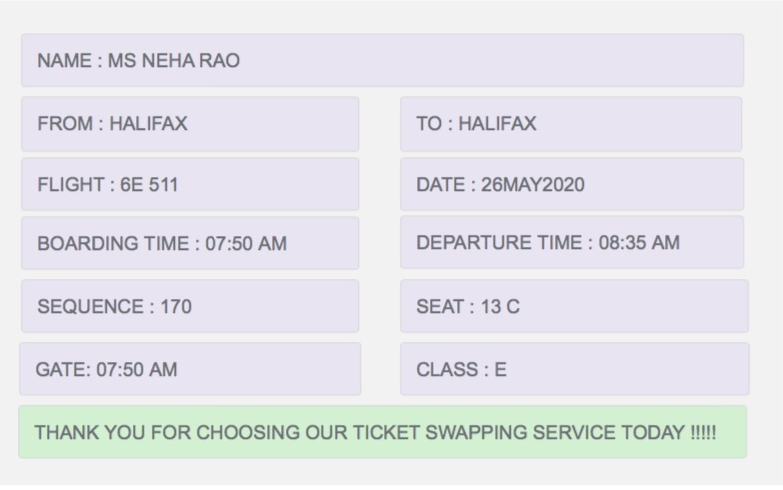 NAME : MS NEHA RAO
FROM : HALIFAX
TO : HALIFAX
FLIGHT : 6E 511
DATE : 26MAY2020
BOARDING TIME : 07:50 AM
DEPARTURE TIME : 08:35 AM
SEQUENCE : 170
SEAT : 13 C
GATE: 07:50 AM
CLASS : E
THANK YOU FOR CHOOSING OUR TICKET SWAPPING SERVICE TODAY !!!!!